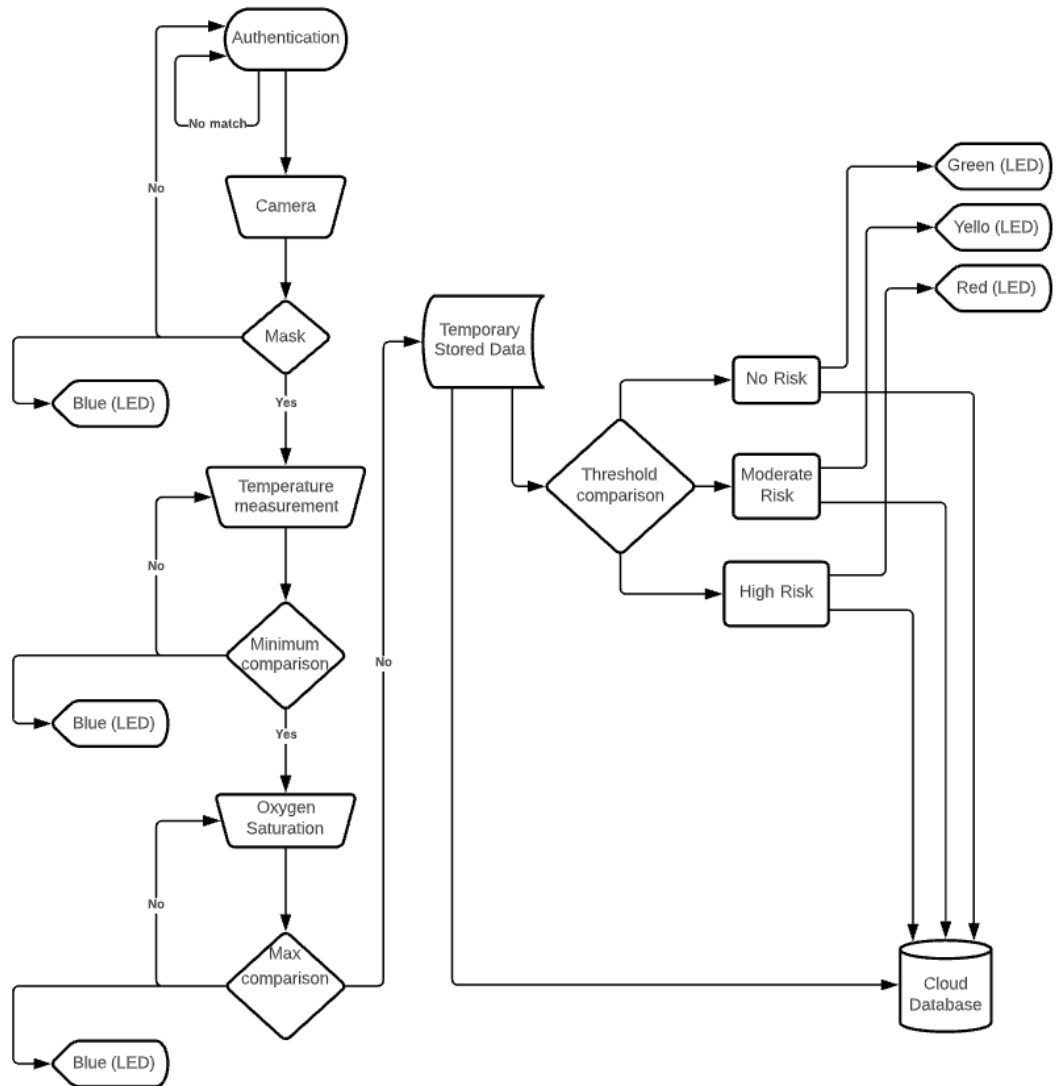 Authentication
No match
No
Camera
Mask
Blue (LED)
Yes
Temperature
measurement
No
Minimum
comparison
Blue (LED)
Yes
Oxygen
Saturation
No
Max
comparison
Blue (LED)
No
Temporary
Stored Data
Threshold
comparison
No Risk
Moderate
Risk
High Risk
Green (LED)
Yello (LED)
Red (LED)
Cloud
Database